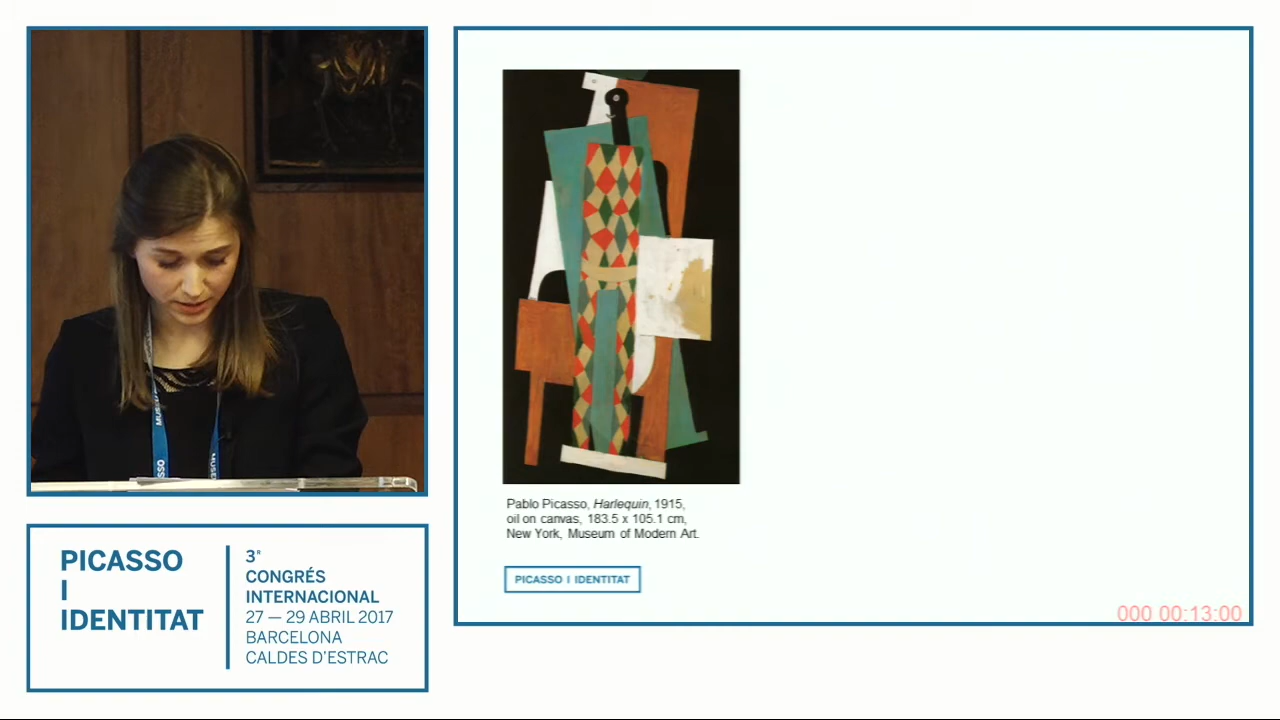 Pablo Picasso, Harlequin, 1915,
oil on canvas, 183.5 x 105.1 cm,
New York, Museum of Modern Art.
PICASSO I IDENTITAT
000 00:13:00
PICASSO
I
IDENTITAT
3r
CONGRÉS
INTERNACIONAL
27 — 29 ABRIL 2017
BARCELONA
CALDES D'ESTRAC